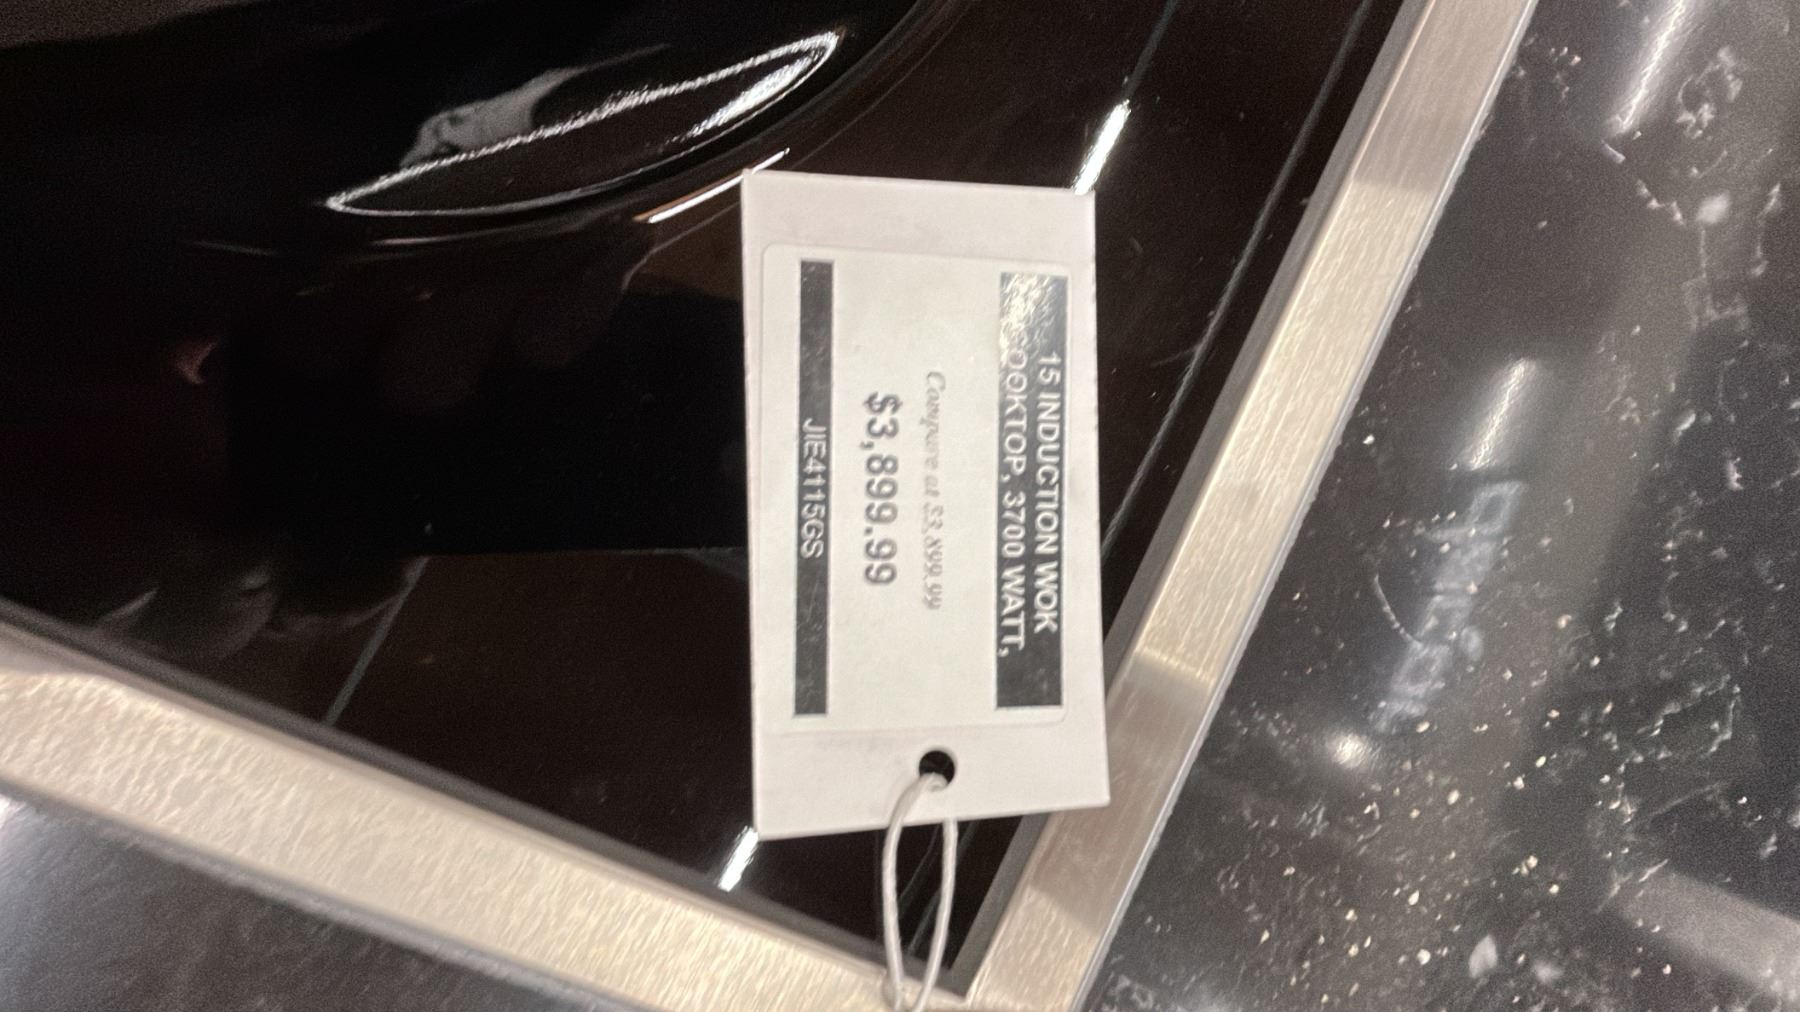 15 INDUCTION WOK
COOKTOP, 3700 WATT,
Compare at $3,899.99
$3,899.99
JIE4115GS